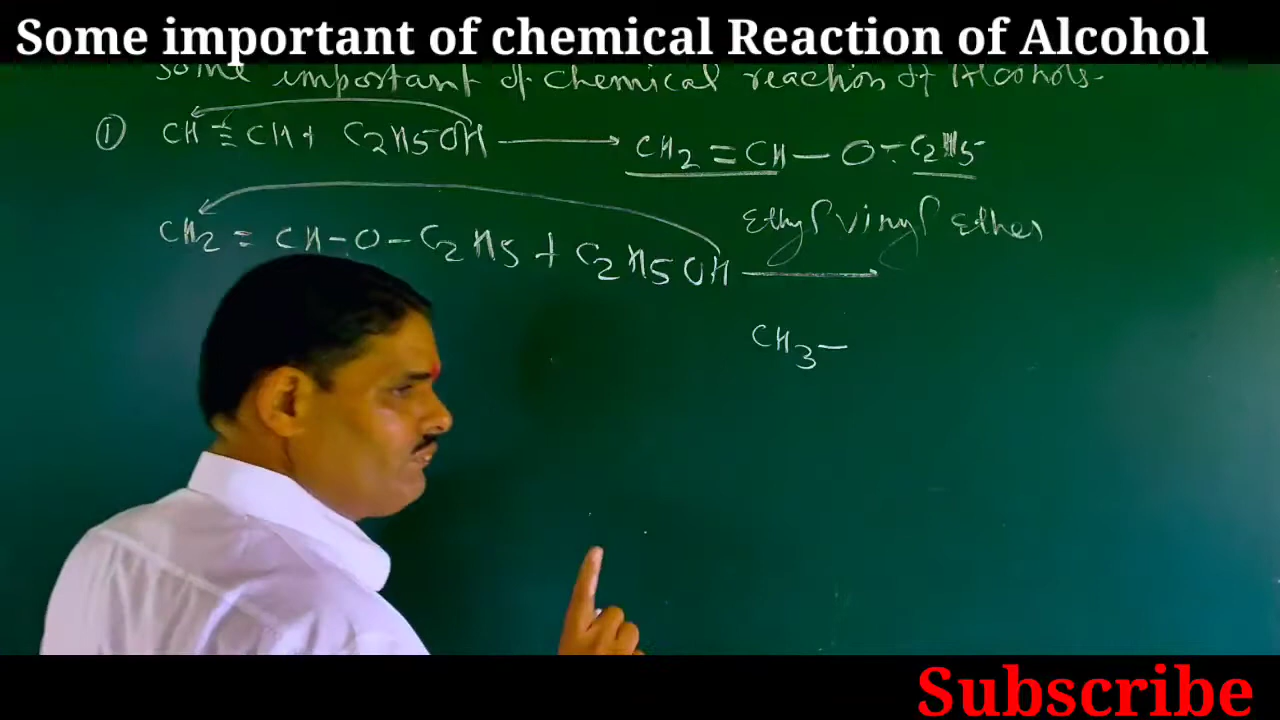 Some important of chemical Reaction of Alcohol
Some important of chemical reaction of Alcohols.
① CH ≡ CH + C2H5OH ⟶ CH2 = CH — O — C2H5
Ethyl vinyl Ether
CH2 = CH - O - C2H5 + C2H5OH ⟶
CH3 —
Subscribe